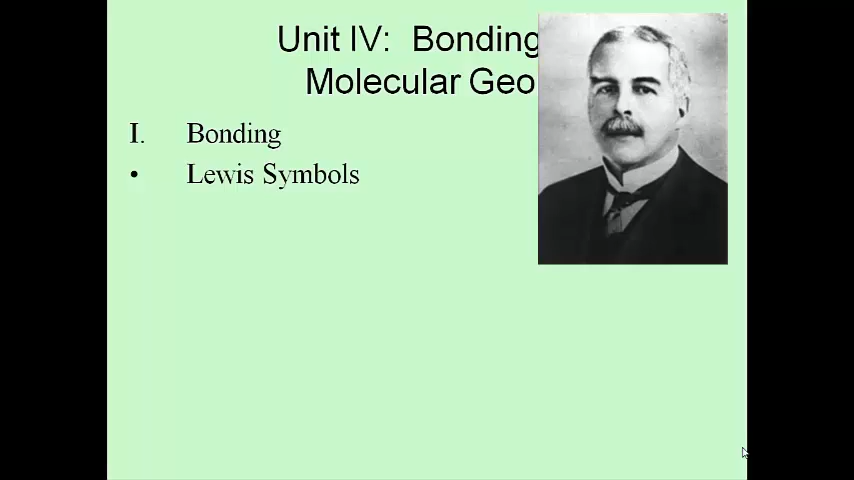 Unit IV: Bonding
Molecular Geo
I. Bonding
• Lewis Symbols